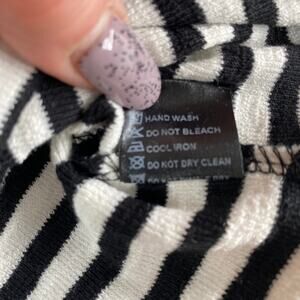 HAND WASH
DO NOT BLEACH
COOL IRON
DO KOT DRY CLEAN